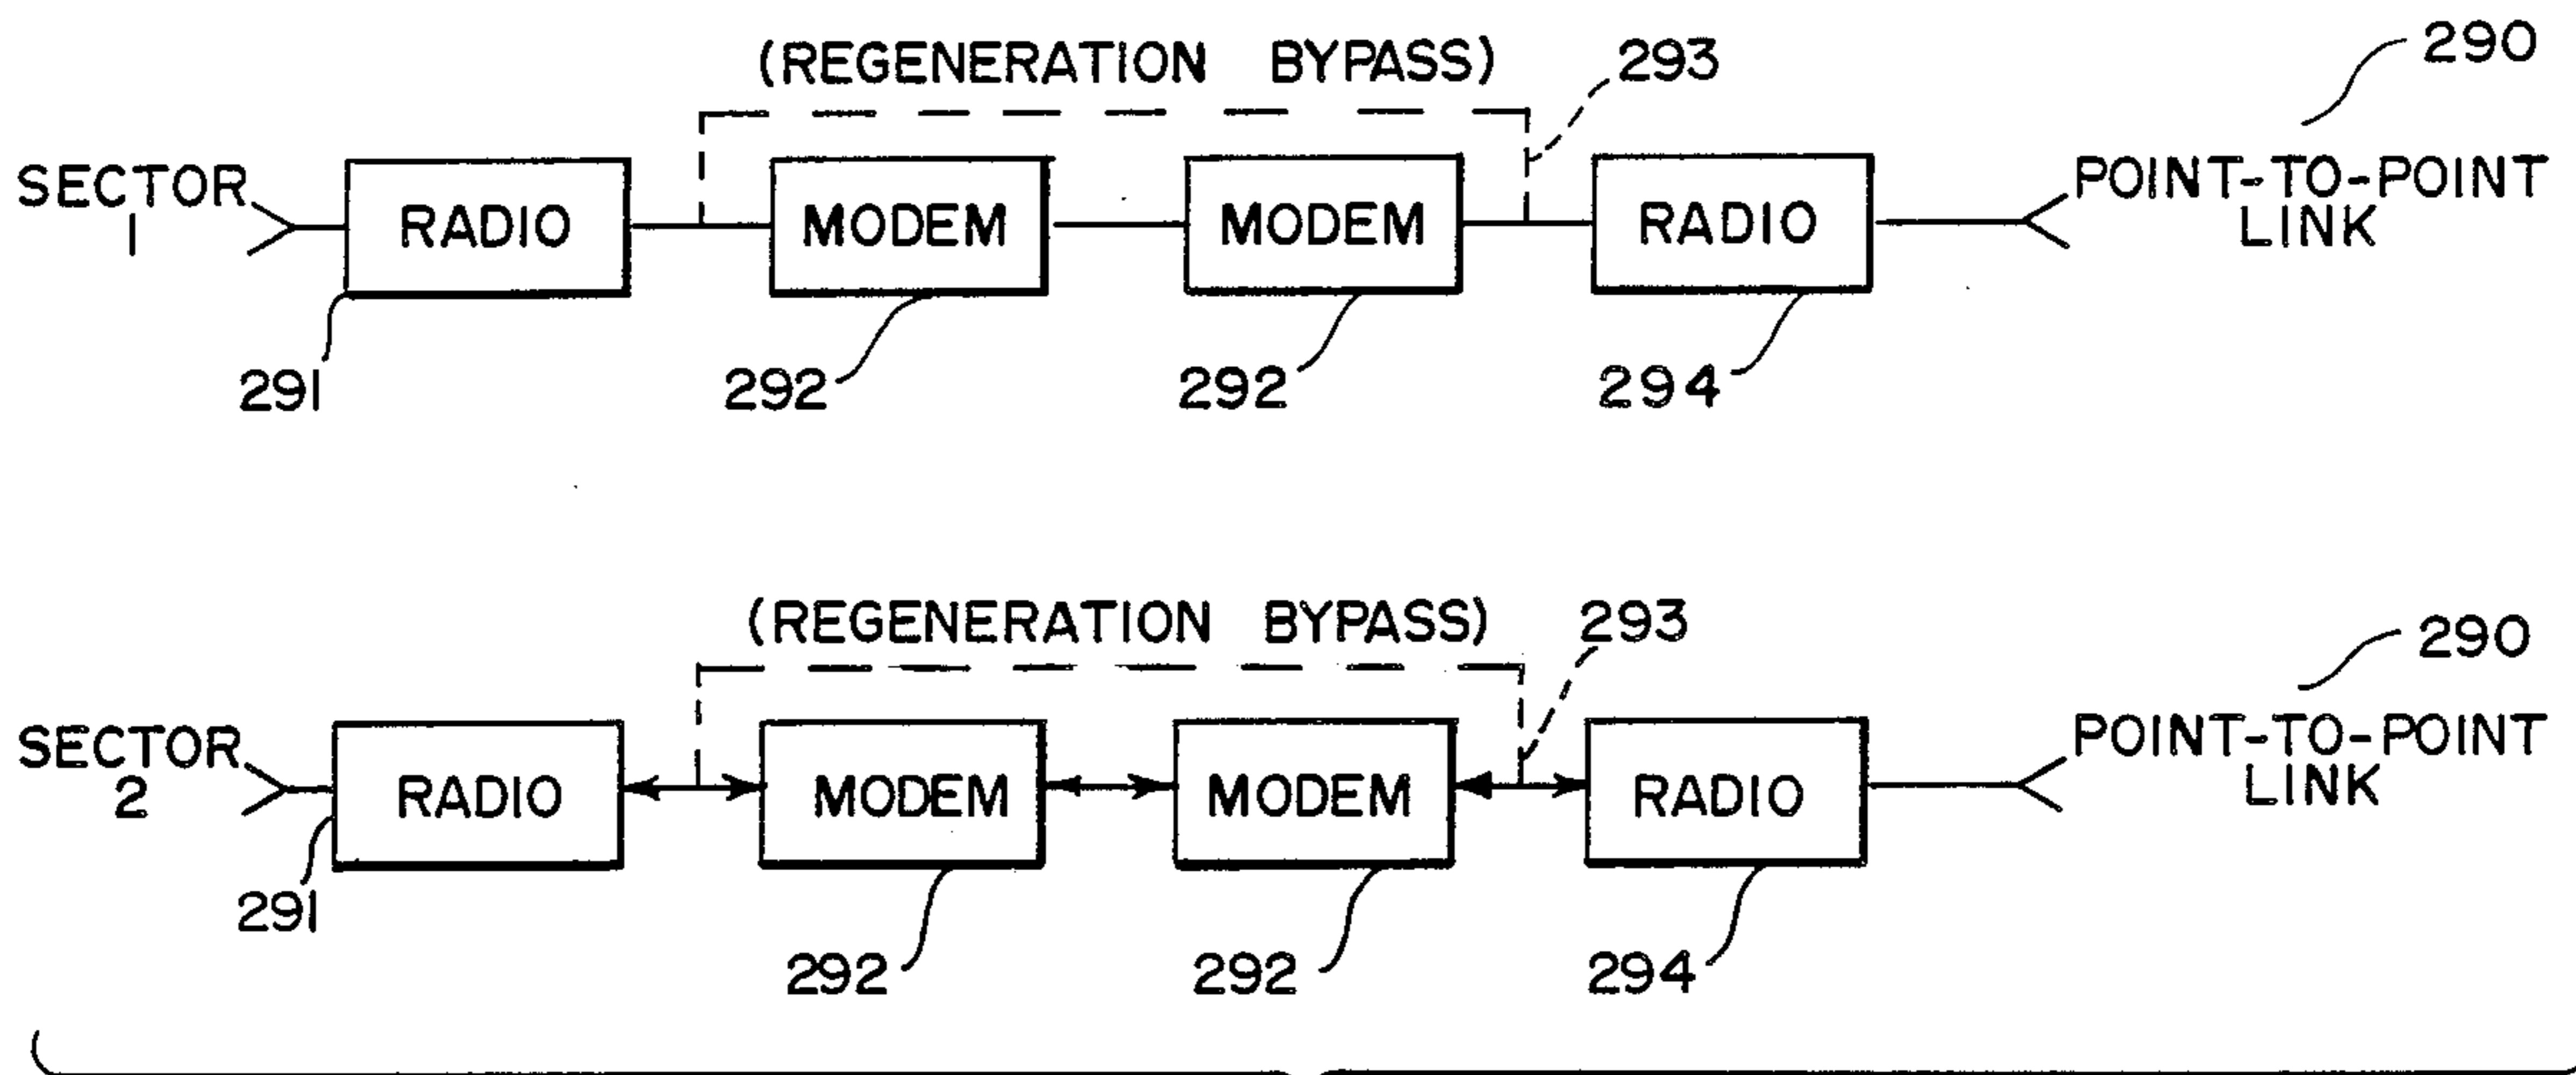 (REGENERATION BYPASS)
293
290
SECTOR
1
RADIO
MODEM
MODEM
RADIO
POINT-TO-POINT
LINK
291
292
292
294
(REGENERATION BYPASS)
293
290
SECTOR
2
RADIO
MODEM
MODEM
RADIO
POINT-TO-POINT
LINK
291
292
292
294